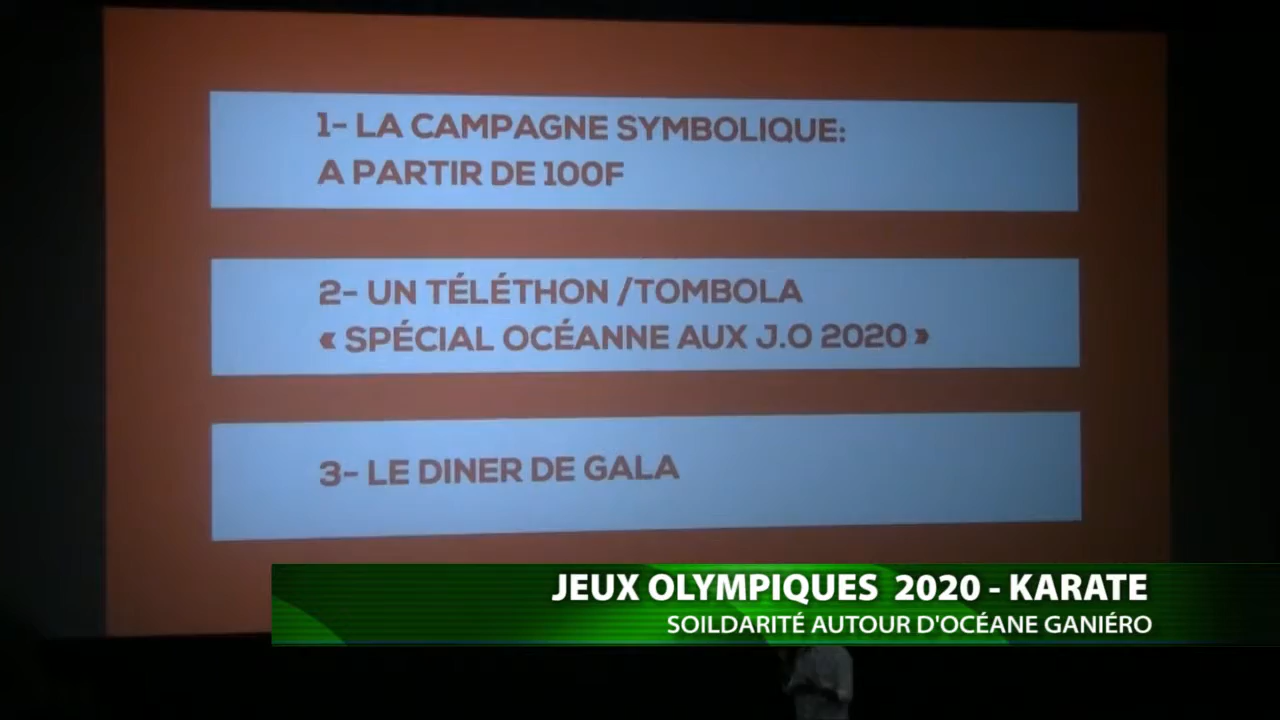 1- LA CAMPAGNE SYMBOLIQUE:
A PARTIR DE 100F
2- UN TÉLÉTHON /TOMBOLA
« SPÉCIAL OCÉANNE AUX J.O 2020 »
3- LE DINER DE GALA
JEUX OLYMPIQUES 2020 - KARATE
SOILDARITÉ AUTOUR D'OCÉANE GANIÉRO